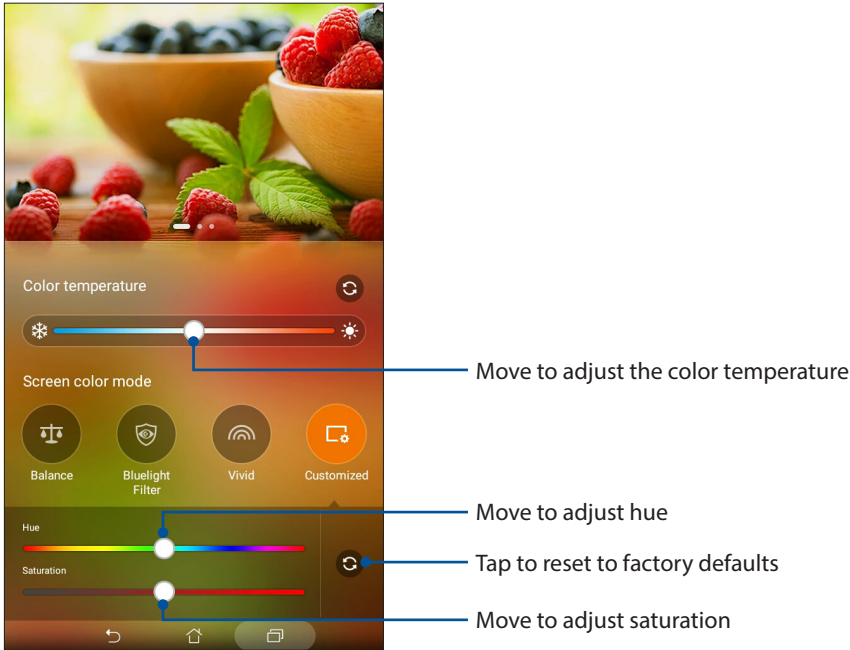 Color temperature
Move to adjust the color temperature
Screen color mode
Balance
Bluelight
Filter
Vivid
Customized
Move to adjust hue
Hue
Tap to reset to factory defaults
Saturation
Move to adjust saturation